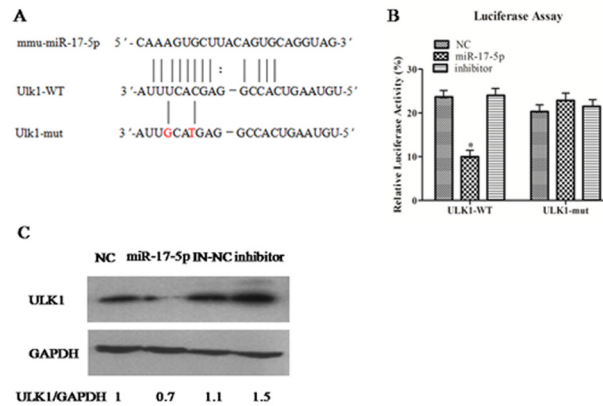 A
mmu-miR-17-5p 5'-CAAAGUGCUUACAGUGCAGGUAG-3'
Ulk1-WT 3'-AUUUCACGAG－GCCACUGAAUGU-5'
Ulk1-mut 3'-AUUGCATGAG－GCCACUGAAUGU-5'
B
Luciferase Assay
NC
miR-17-5p
inhibitor
Relative Luciferase Activity (%)
40
30
20
10
0
*
ULK1-WT ULK1-mut
C
NC miR-17-5p IN-NC inhibitor
ULK1
GAPDH
ULK1/GAPDH 1 0.7 1.1 1.5